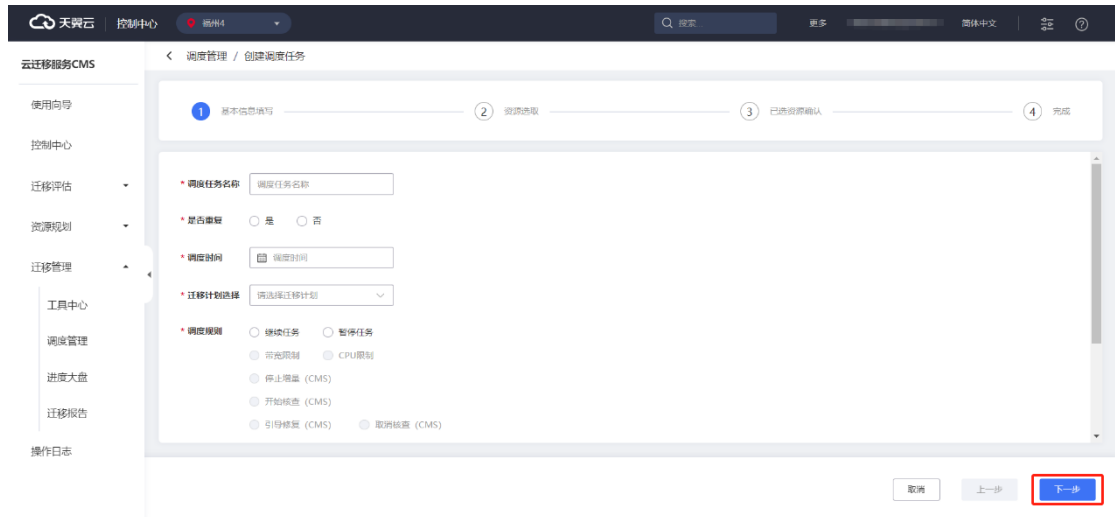 天翼云 控制中心 福州4 搜索... 更多 简体中文
云迁移服务CMS
调度管理 / 创建调度任务
使用向导
控制中心
迁移评估
资源规划
迁移管理
工具中心
调度管理
进度大盘
迁移报告
操作日志
1 基本信息填写 2 资源选取 3 已选资源确认 4 完成
* 调度任务名称 调度任务名称
* 是否重复 是 否
* 调度时间 调度时间
* 迁移计划选择 请选择迁移计划
* 调度规则 继续任务 暂停任务
带宽限制 CPU限制
停止增量 (CMS)
开始核查 (CMS)
引导修复 (CMS) 取消核查 (CMS)
取消 上一步 下一步